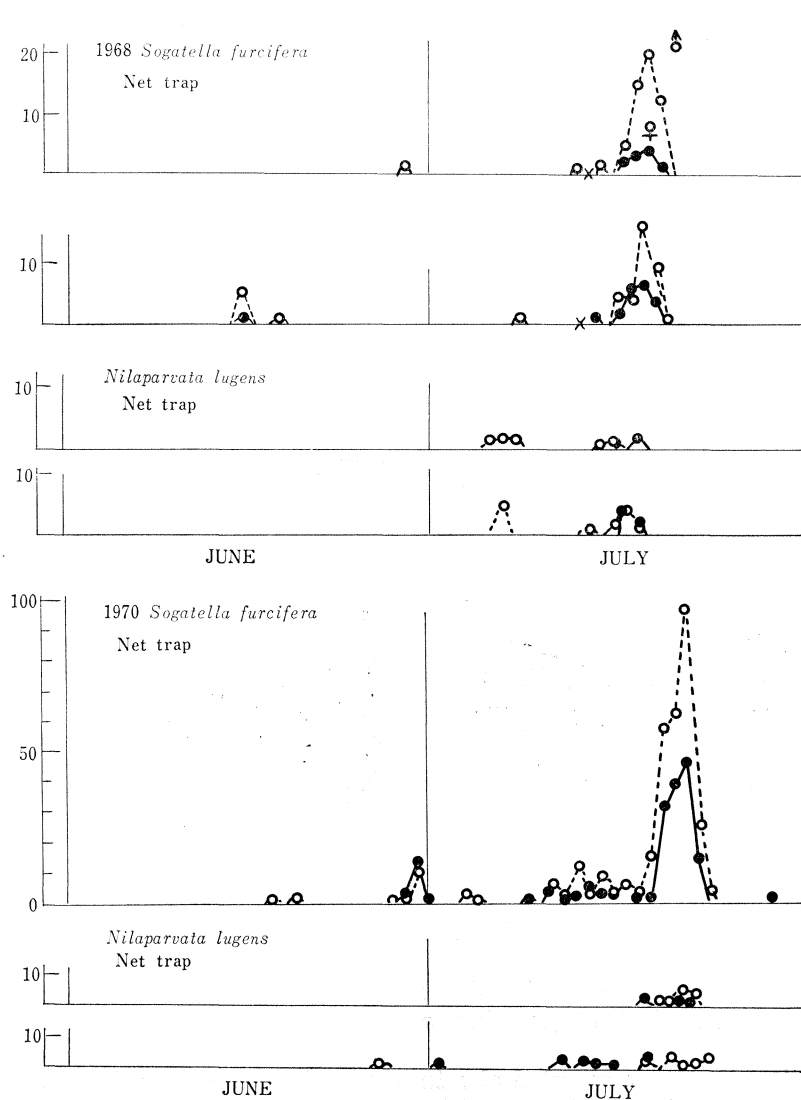 1968 Sogatella furcifera
20
Net trap
10
10
Nilaparvata lugens
10
Net trap
10
JUNE JULY
100
1970 Sogatella furcifera
Net trap
50
0
Nilaparvata lugens
Net trap
10
10
JUNE JULY